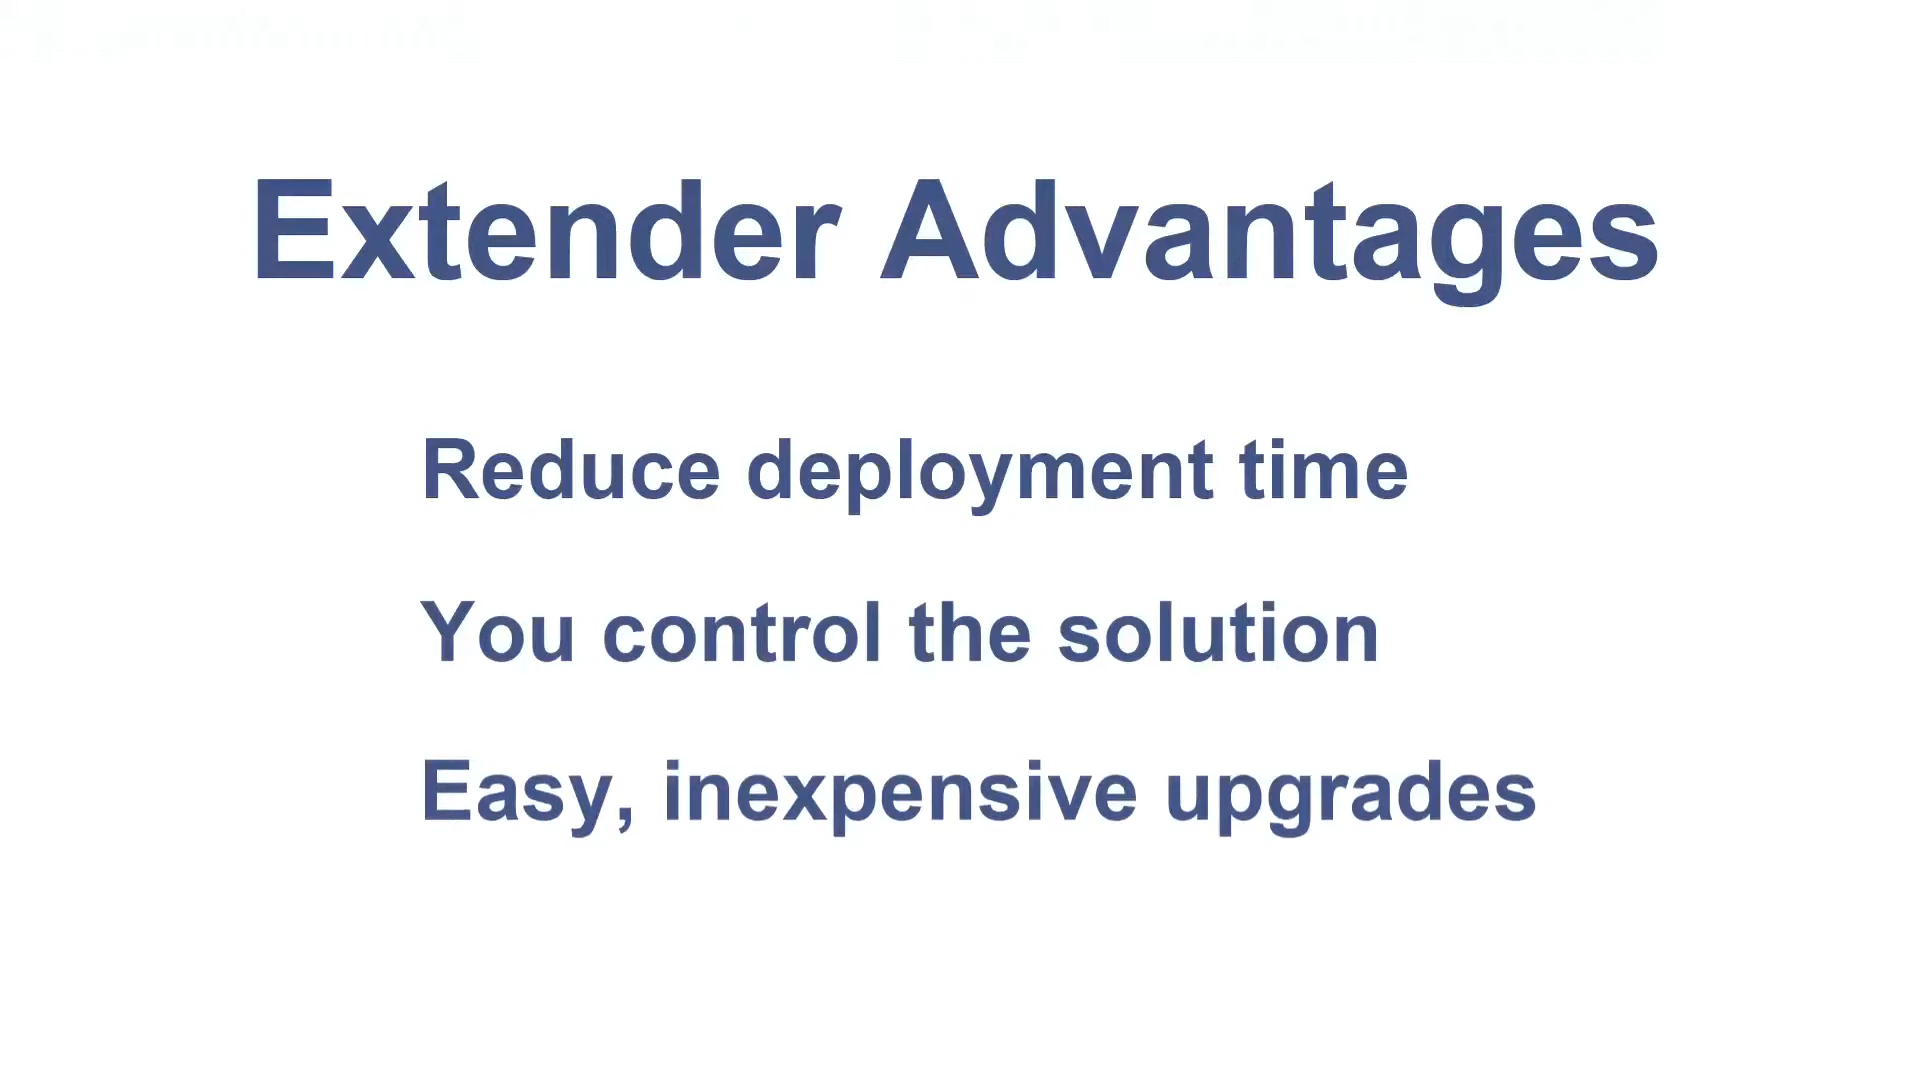 Extender Advantages
Reduce deployment time
You control the solution
Easy, inexpensive upgrades